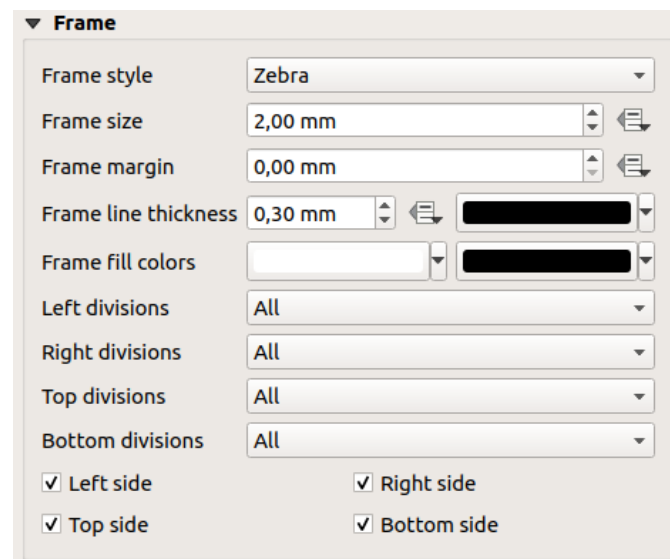 Frame
Frame style Zebra
Frame size 2,00 mm
Frame margin 0,00 mm
Frame line thickness 0,30 mm
Frame fill colors
Left divisions All
Right divisions All
Top divisions All
Bottom divisions All
Left side Right side
Top side Bottom side